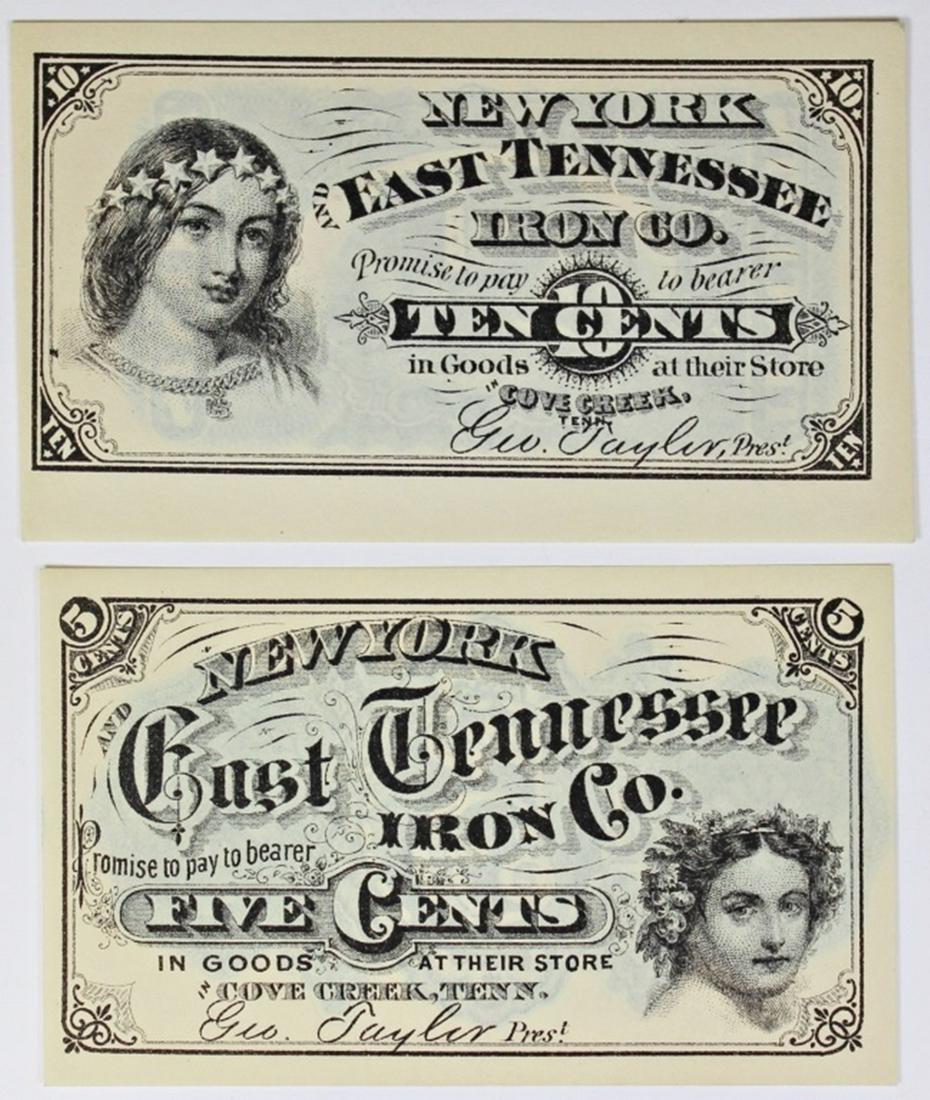 10 10
NEW YORK
AND EAST TENNESSEE
IRON CO.
Promise to pay to bearer
10
TEN CENTS
in Goods at their Store
IN COVE CREEK,
TENN.
Geo. Taylor, Prest.
TEN TEN
5 CENTS 5 CENTS
NEW YORK
AND East Tennessee
IRON Co.
Promise to pay to bearer
FIVE CENTS
IN GOODS AT THEIR STORE
IN COVE CREEK, TENN.
Geo. Taylor Prest.